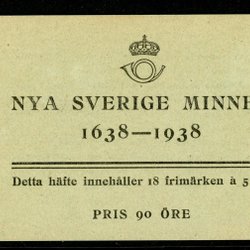 NYA SVERIGE MINNE
1638—1938
Detta häfte innehåller 18 frimärken à 5
PRIS 90 ÖRE